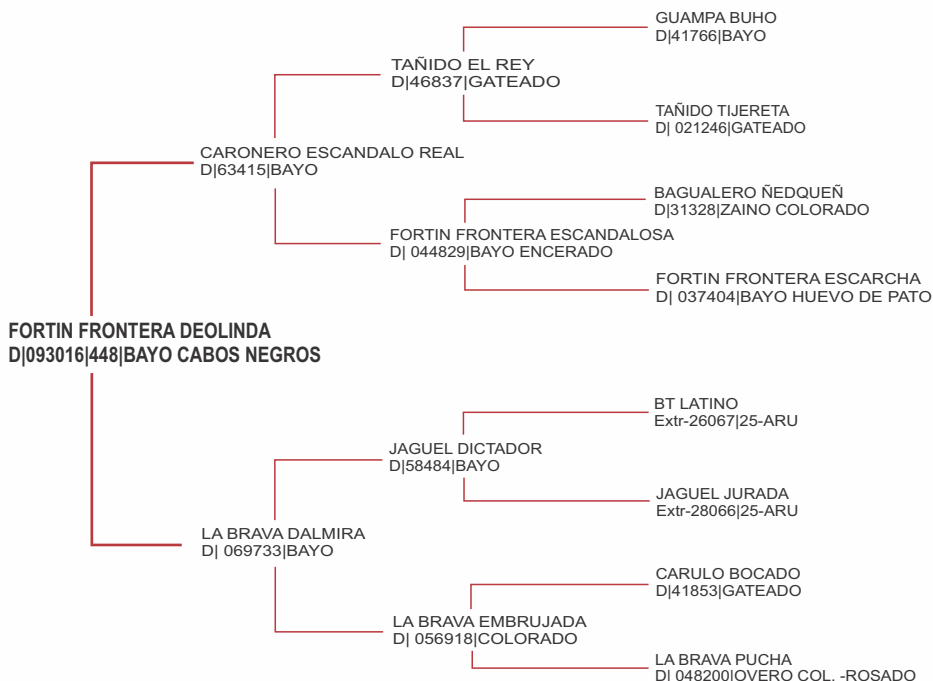 GUAMPA BUHO
D|41766|BAYO
TAÑIDO EL REY
D|46837|GATEADO
TAÑIDO TIJERETA
D| 021246|GATEADO
CARONERO ESCANDALO REAL
D|63415|BAYO
BAGUALERO ÑEDQUEÑ
D|31328|ZAINO COLORADO
FORTIN FRONTERA ESCANDALOSA
D| 044829|BAYO ENCERADO
FORTIN FRONTERA ESCARCHA
D| 037404|BAYO HUEVO DE PATO
FORTIN FRONTERA DEOLINDA
D|093016|448|BAYO CABOS NEGROS
BT LATINO
Extr-26067|25-ARU
JAGUEL DICTADOR
D|58484|BAYO
JAGUEL JURADA
Extr-28066|25-ARU
LA BRAVA DALMIRA
D| 069733|BAYO
CARULO BOCADO
D|41853|GATEADO
LA BRAVA EMBRUJADA
D| 056918|COLORADO
LA BRAVA PUCHA
D| 048200|OVERO COL. -ROSADO